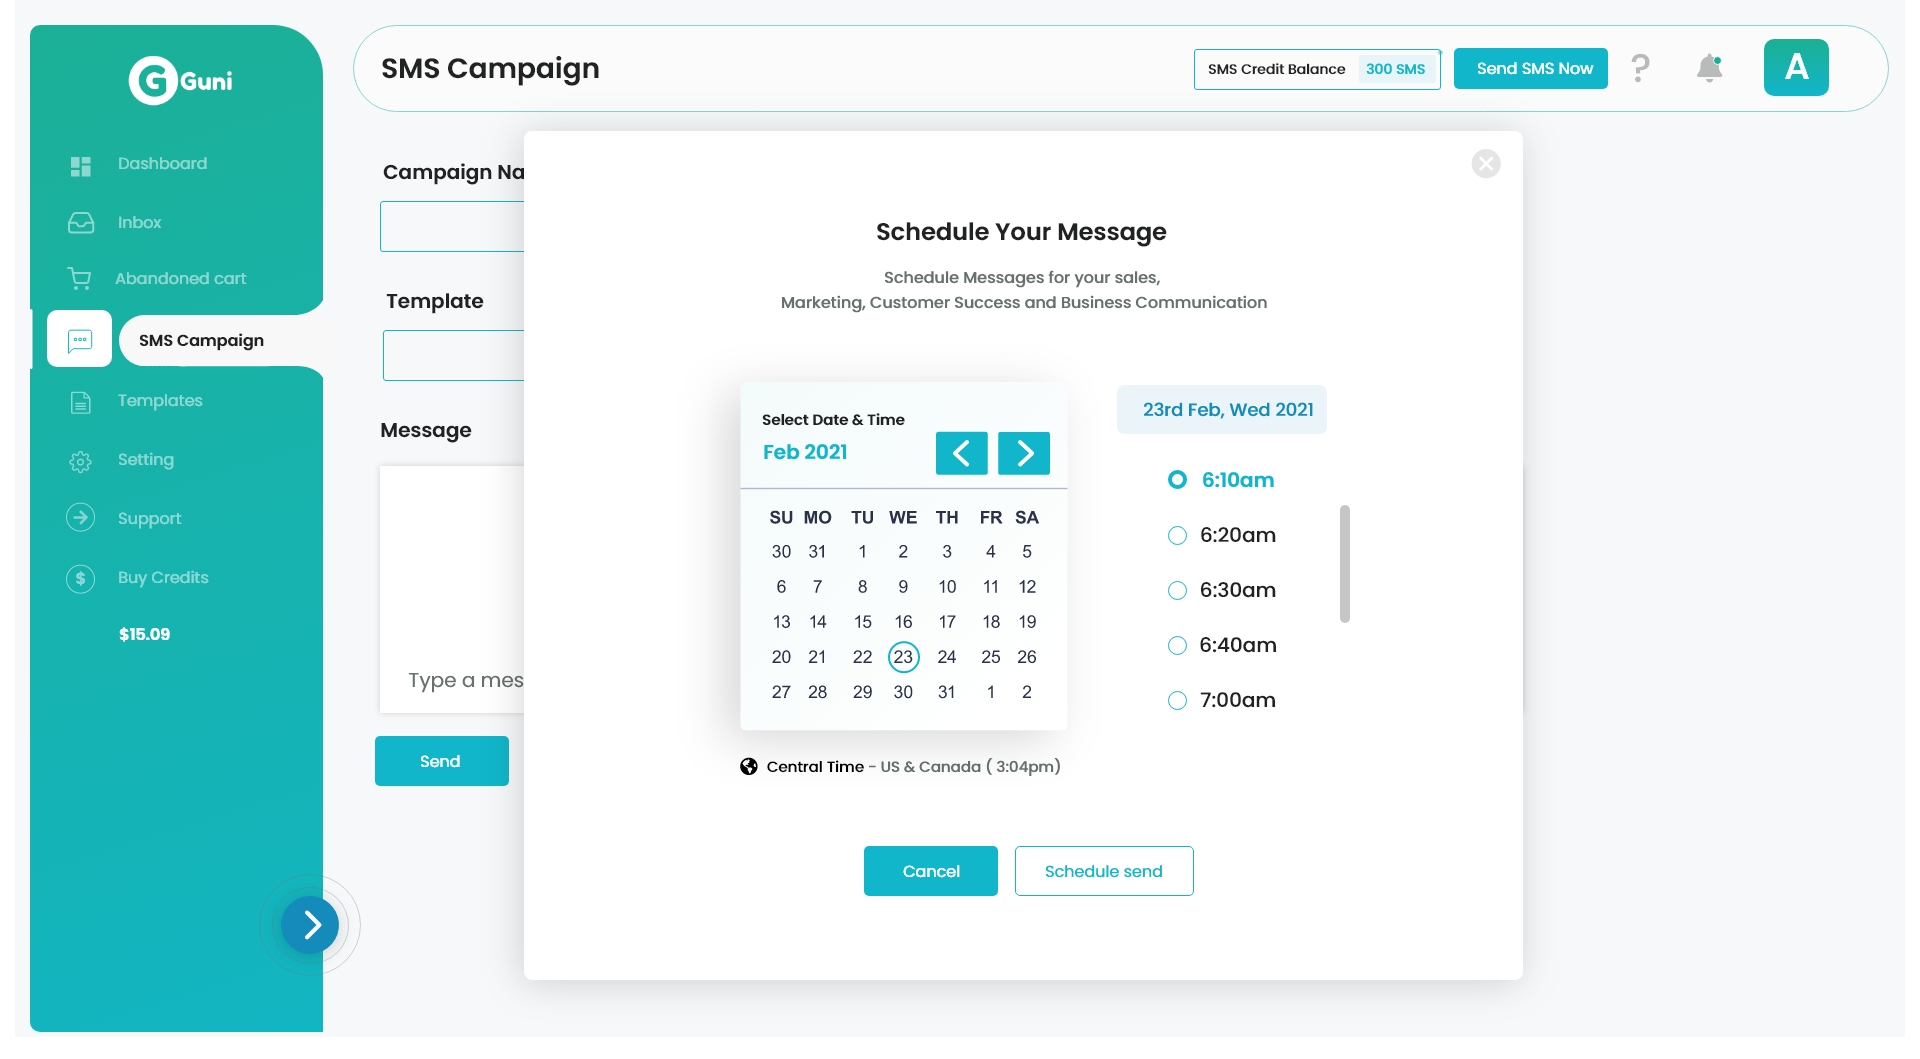 Guni
Dashboard
Inbox
Abandoned cart
SMS Campaign
Templates
Setting
Support
$
Buy Credits
$15.09
SMS Campaign
SMS Credit Balance 300 SMS
Send SMS Now
?
A
Campaign Na
Template
Message
Type a mes
Send
Schedule Your Message
Schedule Messages for your sales,
Marketing, Customer Success and Business Communication
Select Date & Time
Feb 2021
SU MO TU WE TH FR SA
30 31 1 2 3 4 5
6 7 8 9 10 11 12
13 14 15 16 17 18 19
20 21 22 23 24 25 26
27 28 29 30 31 1 2
Central Time - US & Canada ( 3:04pm)
23rd Feb, Wed 2021
6:10am
6:20am
6:30am
6:40am
7:00am
Cancel
Schedule send